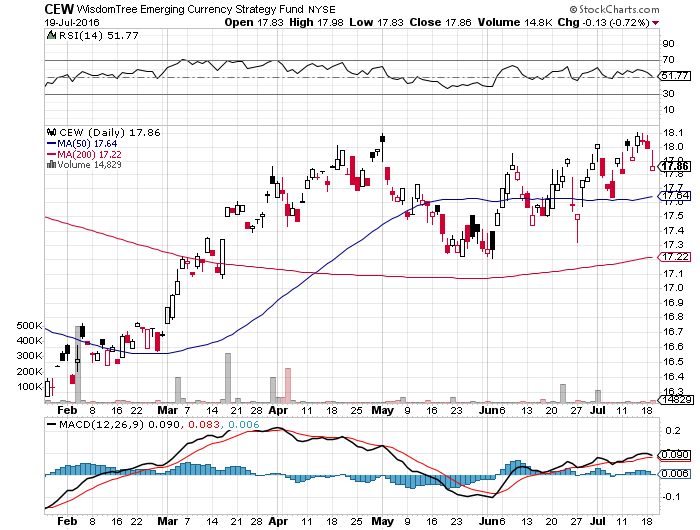 CEW WisdomTree Emerging Currency Strategy Fund NYSE © StockCharts.com
19-Jul-2016 Open 17.83 High 17.98 Low 17.83 Close 17.86 Volume 14.8K Chg -0.13 (-0.72%)
RSI(14) 51.77
90
70
51.77
30
10
CEW (Daily) 17.86
MA(50) 17.64
MA(200) 17.22
Volume 14,829
18.1
18.0
17.9
17.86
17.8
17.7
17.64
17.6
17.5
17.4
17.3
17.22
17.1
17.0
16.9
16.8
16.7
16.6
16.5
16.4
16.3
14829
500K
400K
300K
200K
100K
Feb 8 16 22 Mar 7 14 21 28 Apr 11 18 25 May 9 16 23 Jun 6 13 20 27 Jul 11 18
MACD(12,26,9) 0.090, 0.083, 0.006
0.2
0.090
0.006
-0.1
Feb 8 16 22 Mar 7 14 21 28 Apr 11 18 25 May 9 16 23 Jun 6 13 20 27 Jul 11 18